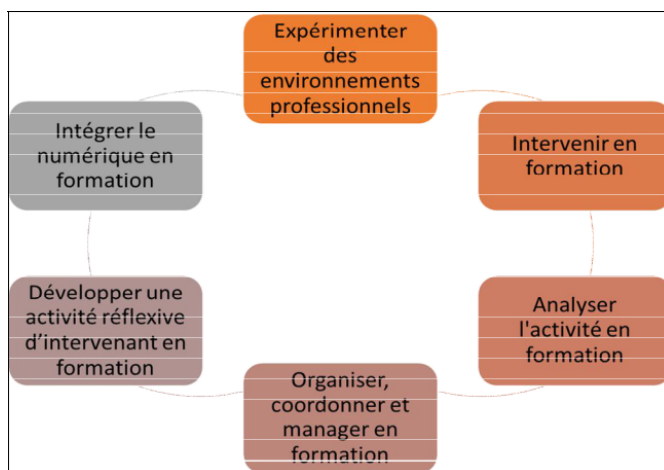 Expérimenter
des
environnements
professionnels
Intervenir en
formation
Analyser
l'activité en
formation
Organiser,
coordonner et
manager en
formation
Développer une
activité réflexive
d’intervenant en
formation
Intégrer le
numérique en
formation